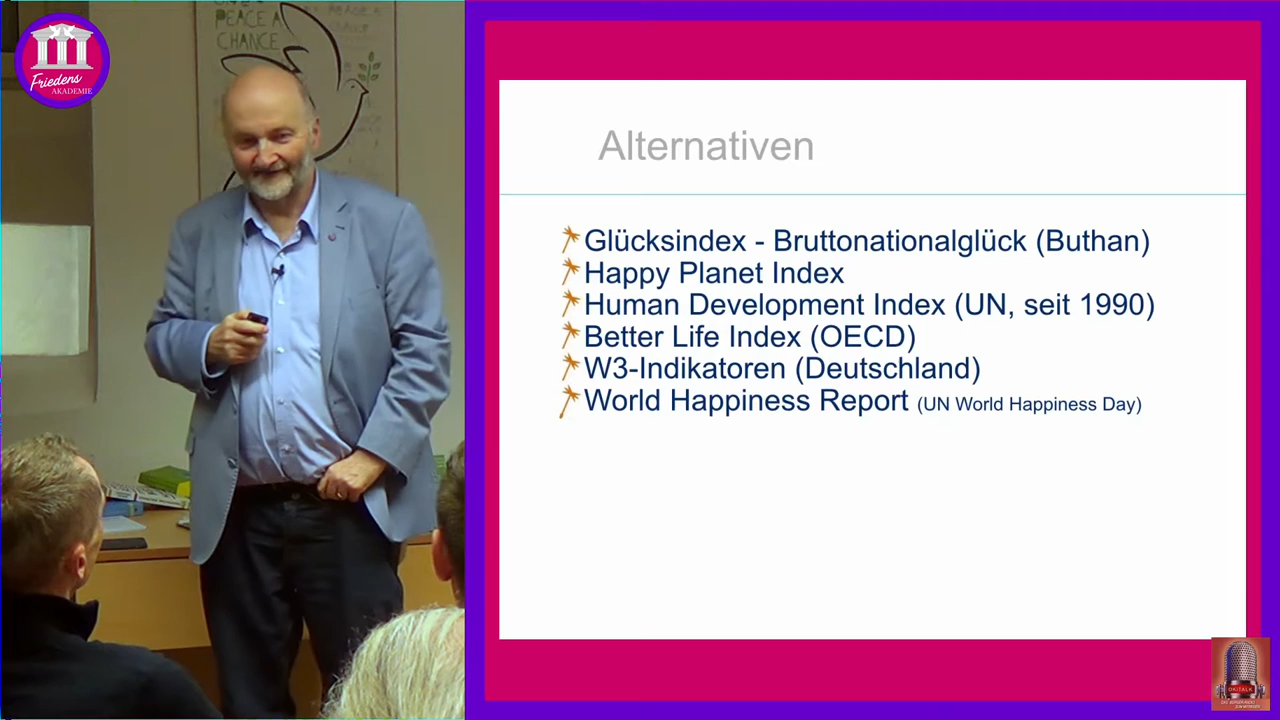 PEACE A
CHANCE
Friedens
AKADEMIE
Alternativen
Glücksindex - Bruttonationalglück (Buthan)
Happy Planet Index
Human Development Index (UN, seit 1990)
Better Life Index (OECD)
W3-Indikatoren (Deutschland)
World Happiness Report (UN World Happiness Day)
OKiTALK